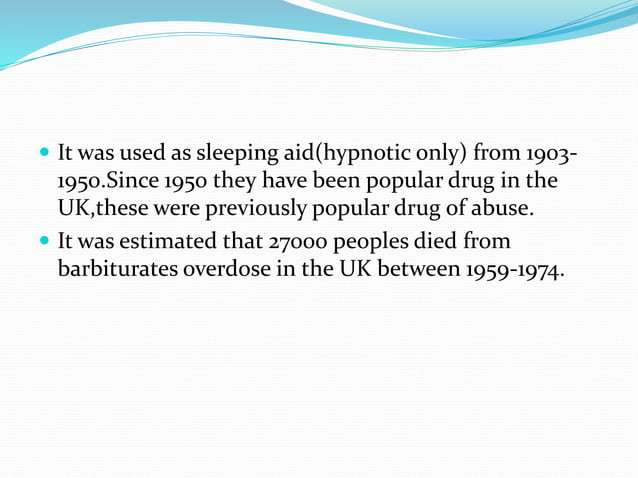 It was used as sleeping aid(hypnotic only) from 1903-
1950.Since 1950 they have been popular drug in the
UK,these were previously popular drug of abuse.
It was estimated that 27000 peoples died from
barbiturates overdose in the UK between 1959-1974.